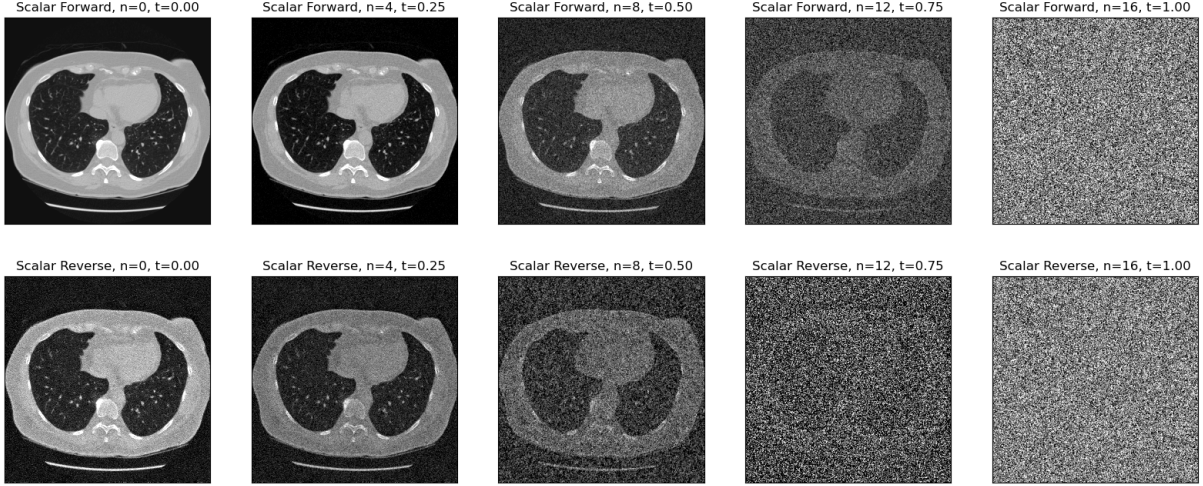 Scalar Forward, n=0, t=0.00
Scalar Forward, n=4, t=0.25
Scalar Forward, n=8, t=0.50
Scalar Forward, n=12, t=0.75
Scalar Forward, n=16, t=1.00
Scalar Reverse, n=0, t=0.00
Scalar Reverse, n=4, t=0.25
Scalar Reverse, n=8, t=0.50
Scalar Reverse, n=12, t=0.75
Scalar Reverse, n=16, t=1.00